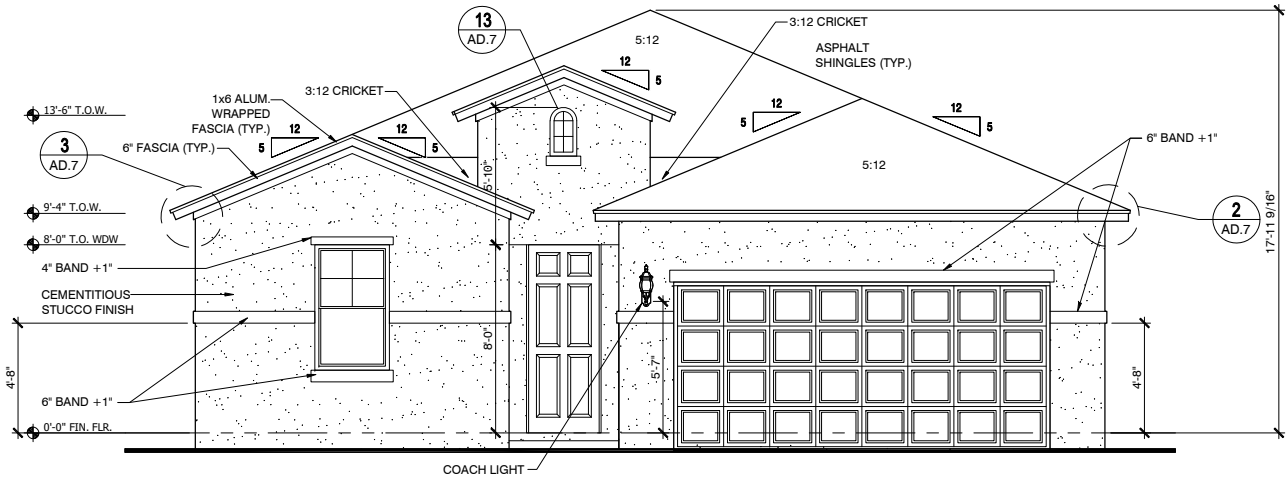 13
AD.7
3:12 CRICKET
5:12
ASPHALT
SHINGLES (TYP.)
12
5
1x6 ALUM.
WRAPPED
FASCIA (TYP.)
3:12 CRICKET
13'-6" T.O.W.
12
5
12
5
12
5
12
5
6" BAND +1"
3
AD.7
6" FASCIA (TYP.)
5:12
5'-10"
9'-4" T.O.W.
2
AD.7
17'-11 9/16"
8'-0" T.O. WDW
4" BAND +1"
CEMENTITIOUS
STUCCO FINISH
8'-0"
5'-7"
4'-8"
4'-8"
6" BAND +1"
0'-0" FIN. FLR.
COACH LIGHT